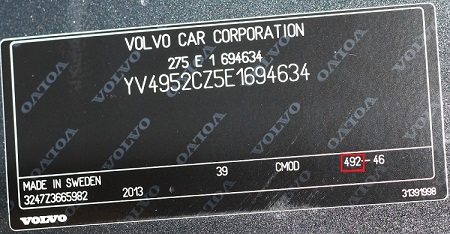 VOLVO CAR CORPORATION
275 E 1 694634
YV4952CZ5E1694634
39 CMOD 492--46
MADE IN SWEDEN
3247Z3665982 2013 31391998
VOLVO